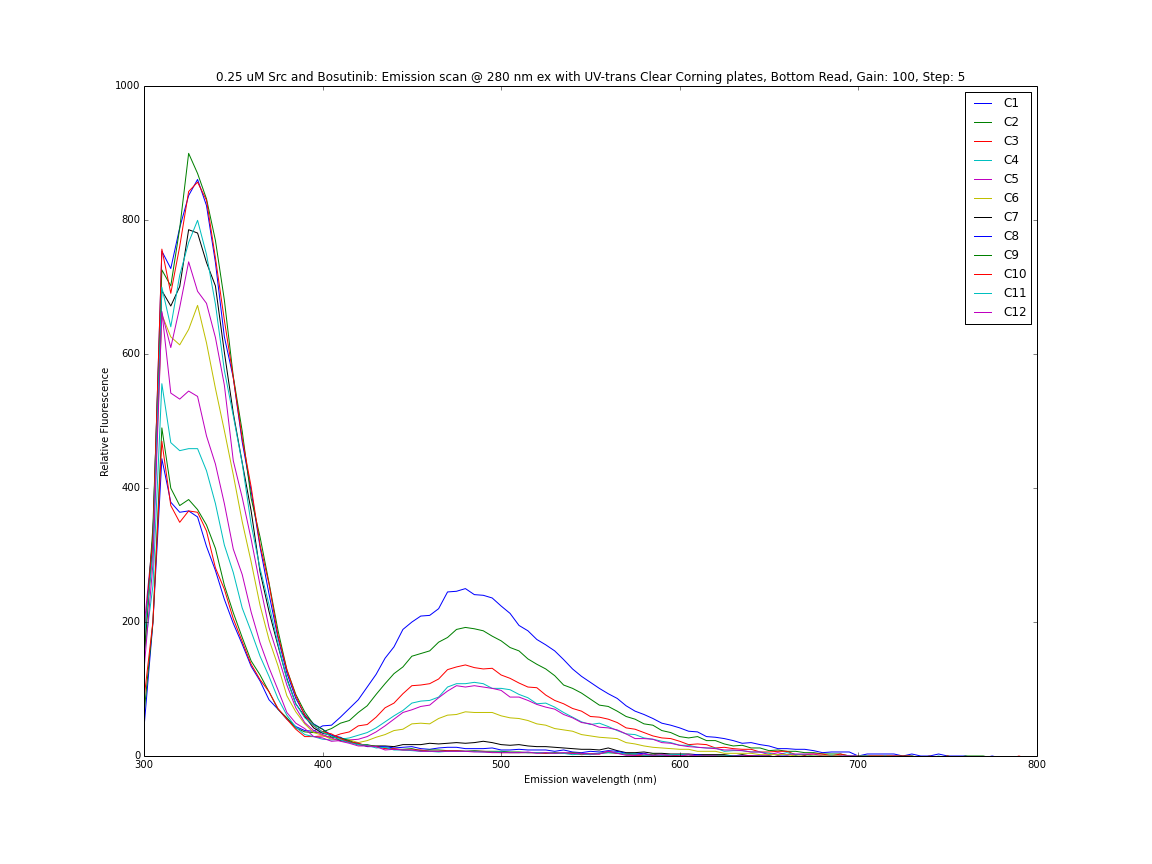 0.25 uM Src and Bosutinib: Emission scan @ 280 nm ex with UV-trans Clear Corning plates, Bottom Read, Gain: 100, Step: 5
1000
800
600
400
200
0
Relative Fluorescence
C1
C2
C3
C4
C5
C6
C7
C8
C9
C10
C11
C12
300
400
500
600
700
800
Emission wavelength (nm)